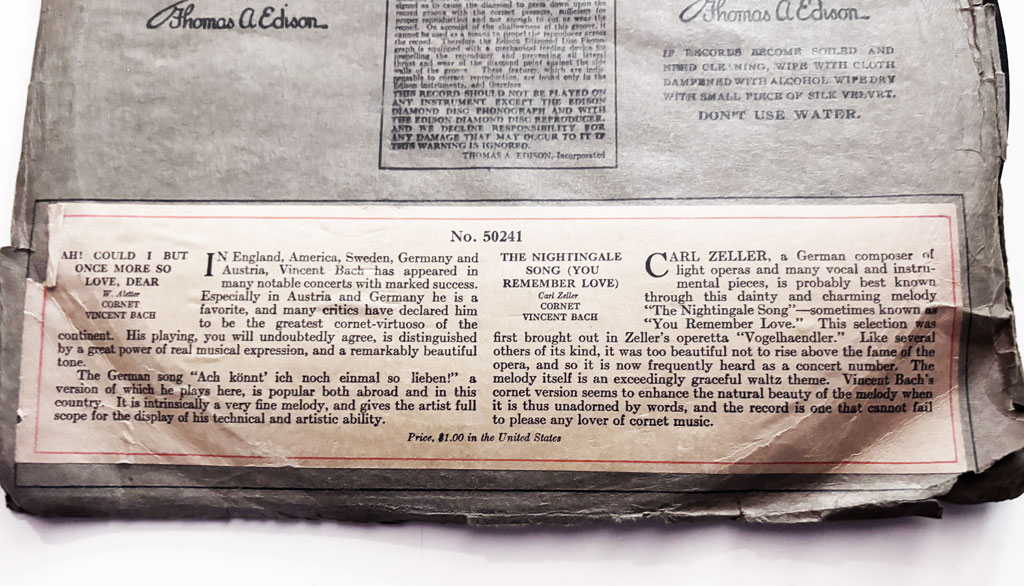 Thomas A Edison
signed as to cause the diamond to press down upon the
record groove with the correct pressure, sufficient for
proper reproduction and not enough to cut or wear the
record. On account of the shallowness of this groove, it
cannot be used as a means to propel the reproducer across
the record. Therefore the Edison Diamond Disc Phono-
graph is equipped with a mechanical feeding device for
propelling the reproducer and preventing all lateral
thrust and wear of the diamond point against the side
walls of the groove. These features, which are indis-
pensable to correct reproduction, are found only in the
Edison instruments, and therefore
THIS RECORD SHOULD NOT BE PLAYED ON
ANY INSTRUMENT EXCEPT THE EDISON
DIAMOND DISC PHONOGRAPH AND WITH
THE EDISON DIAMOND DISC REPRODUCER,
AND WE DECLINE RESPONSIBILITY FOR
ANY DAMAGE THAT MAY OCCUR TO IT IF
THIS WARNING IS IGNORED.
THOMAS A. EDISON, Incorporated
Thomas A Edison
IF RECORDS BECOME SOILED AND
NEED CLEANING, WIPE WITH CLOTH
DAMPENED WITH ALCOHOL WIPE DRY
WITH SMALL PIECE OF SILK VELVET.
DON'T USE WATER.
No. 50241
AH! COULD I BUT
ONCE MORE SO
LOVE, DEAR
W. Aletter
CORNET
VINCENT BACH
IN England, America, Sweden, Germany and
Austria, Vincent Bach has appeared in
many notable concerts with marked success.
Especially in Austria and Germany he is a
favorite, and many critics have declared him
to be the greatest cornet-virtuoso of the
continent. His playing, you will undoubtedly agree, is distinguished
by a great power of real musical expression, and a remarkably beautiful
tone.
The German song "Ach könnt' ich noch einmal so lieben!" a
version of which he plays here, is popular both abroad and in this
country. It is intrinsically a very fine melody, and gives the artist full
scope for the display of his technical and artistic ability.
THE NIGHTINGALE
SONG (YOU
REMEMBER LOVE)
Carl Zeller
CORNET
VINCENT BACH
CARL ZELLER, a German composer of
light operas and many vocal and instru-
mental pieces, is probably best known
through this dainty and charming melody
"The Nightingale Song"—sometimes known as
"You Remember Love." This selection was
first brought out in Zeller's operetta "Vogelhaendler." Like several
others of its kind, it was too beautiful not to rise above the fame of the
opera, and so it is now frequently heard as a concert number. The
melody itself is an exceedingly graceful waltz theme. Vincent Bach's
cornet version seems to enhance the natural beauty of the melody when
it is thus unadorned by words, and the record is one that cannot fail
to please any lover of cornet music.
Price, $1.00 in the United States